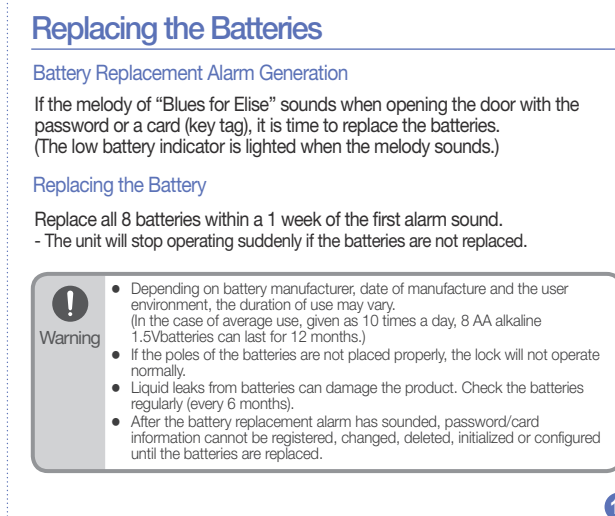 Replacing the Batteries
Battery Replacement Alarm Generation
If the melody of “Blues for Elise” sounds when opening the door with the
password or a card (key tag), it is time to replace the batteries.
(The low battery indicator is lighted when the melody sounds.)
Replacing the Battery
Replace all 8 batteries within a 1 week of the first alarm sound.
- The unit will stop operating suddenly if the batteries are not replaced.
Warning
● Depending on battery manufacturer, date of manufacture and the user
environment, the duration of use may vary.
(In the case of average use, given as 10 times a day, 8 AA alkaline
1.5Vbatteries can last for 12 months.)
● If the poles of the batteries are not placed properly, the lock will not operate
normally.
● Liquid leaks from batteries can damage the product. Check the batteries
regularly (every 6 months).
● After the battery replacement alarm has sounded, password/card
information cannot be registered, changed, deleted, initialized or configured
until the batteries are replaced.